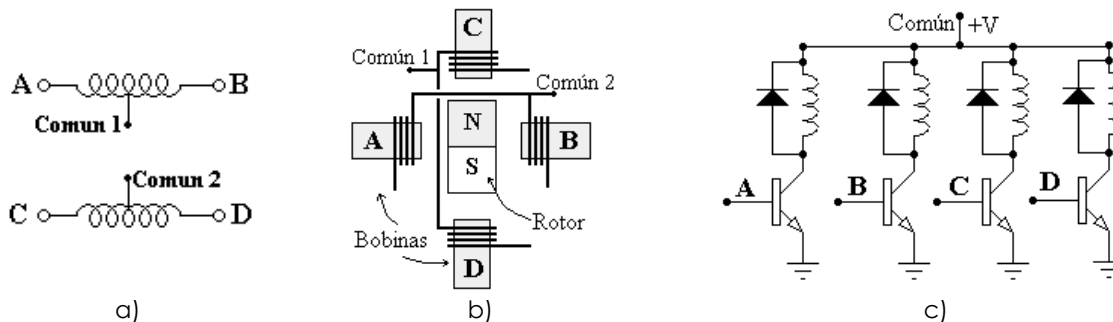 A B
Comun 1
Comun 2
C D
a)
C
Común 1
Común 2
A
N
B
S
Rotor
Bobinas
D
b)
Común +V
A
B
C
D
c)